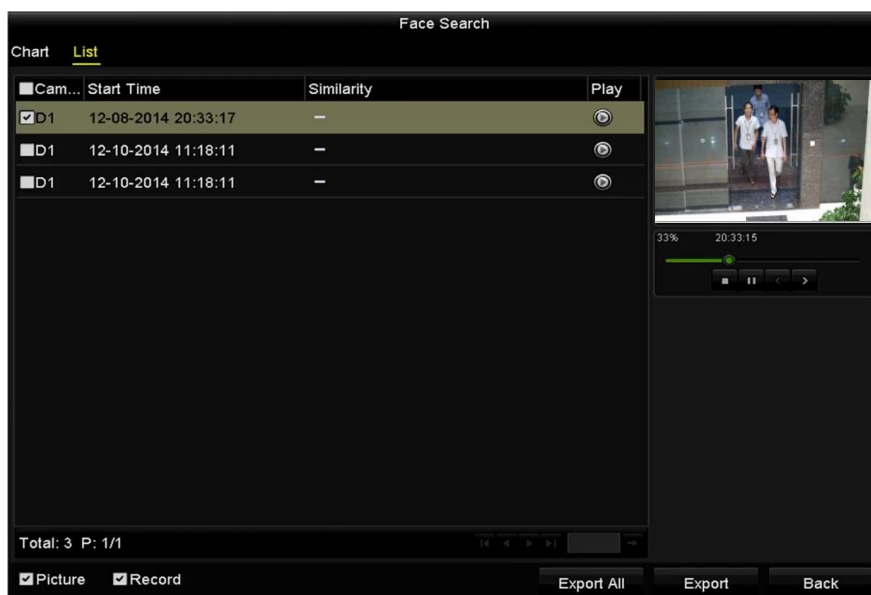 Face Search
Chart List
Cam... Start Time Similarity Play
D1 12-08-2014 20:33:17 –
D1 12-10-2014 11:18:11 –
D1 12-10-2014 11:18:11 –
33% 20:33:15
Total: 3 P: 1/1
Picture Record Export All Export Back